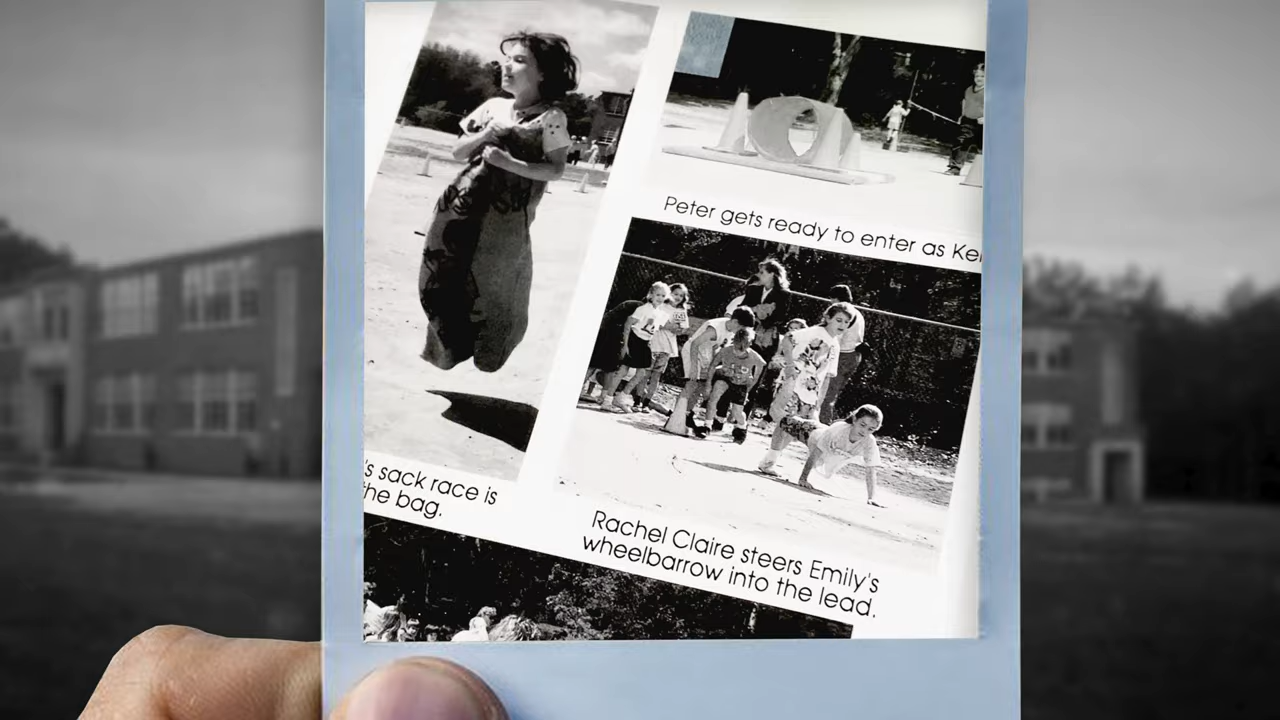 Peter gets ready to enter as Ke
's sack race is
the bag.
Rachel Claire steers Emily's
wheelbarrow into the lead.